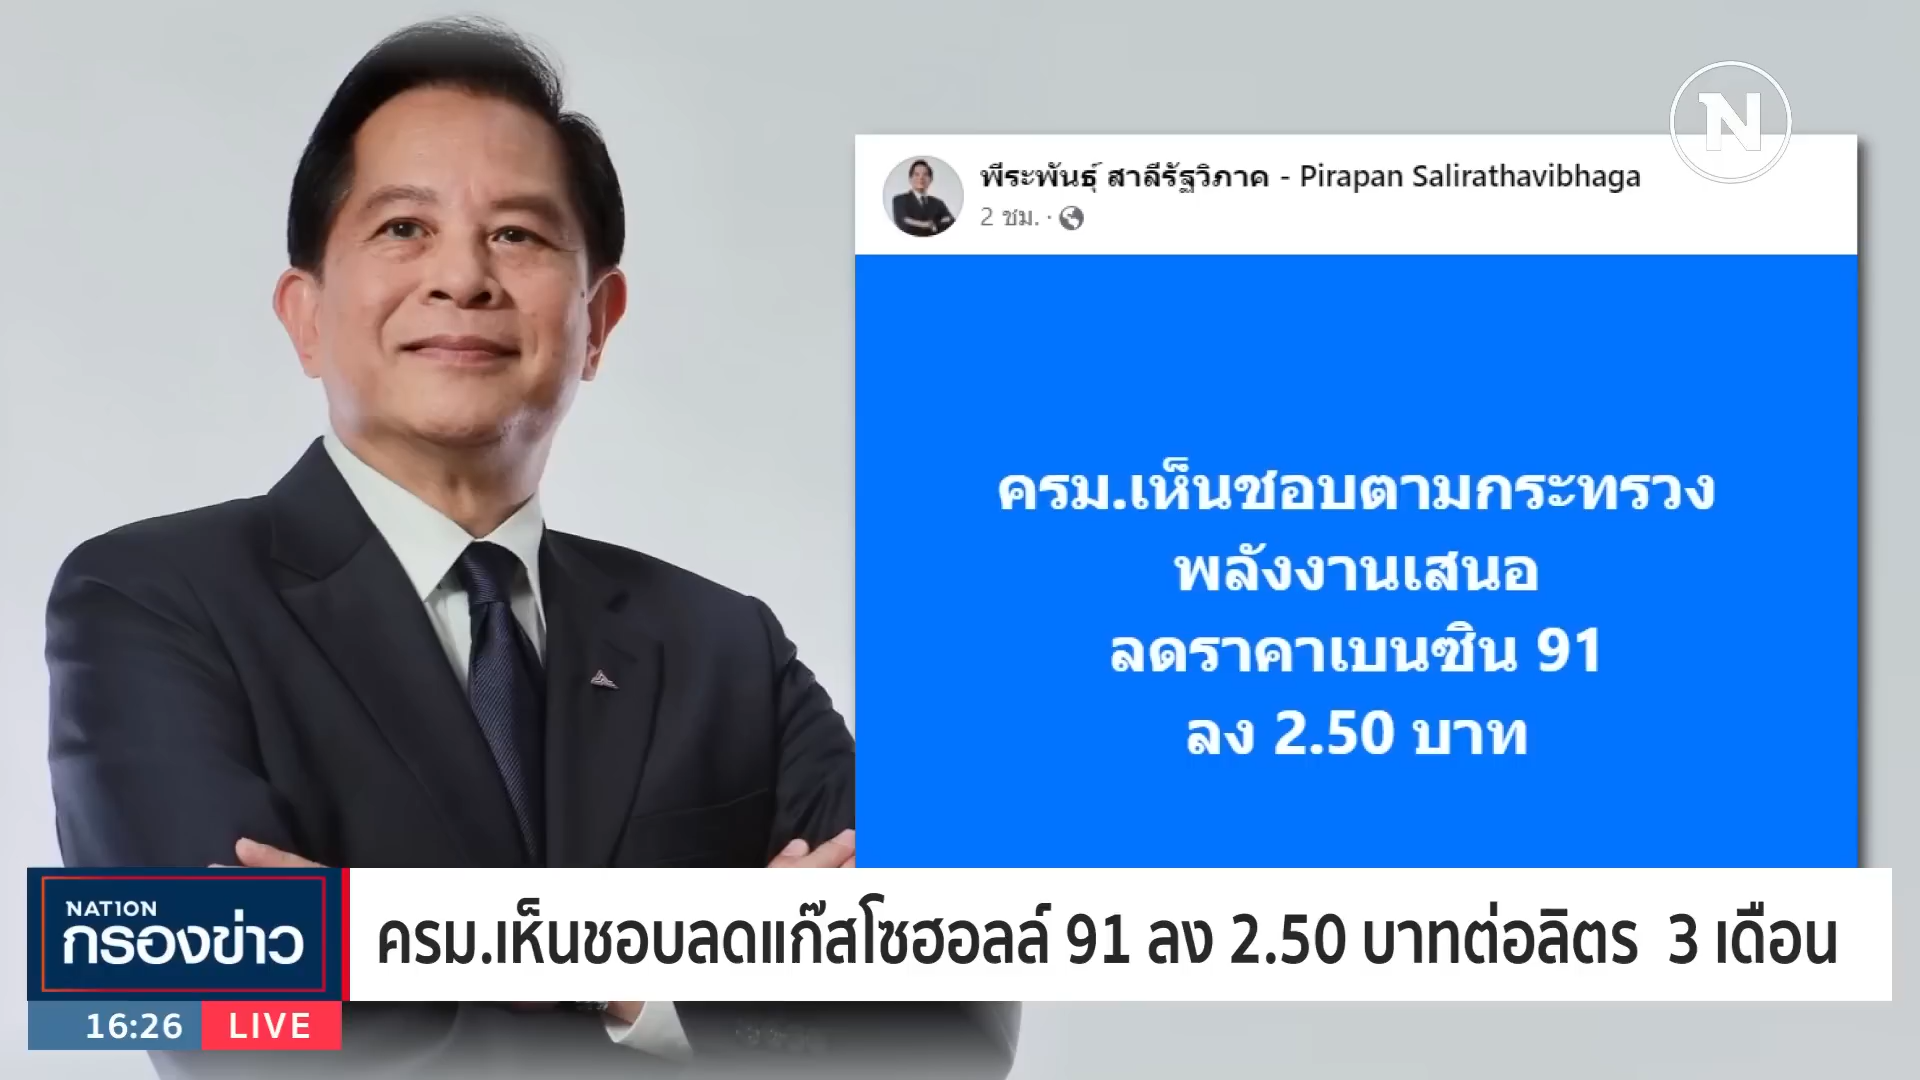 N
พีระพันธุ์ สาลีรัฐวิภาค - Pirapan Salirathavibhaga
2 ชม. ·
ครม.เห็นชอบตามกระทรวง
พลังงานเสนอ
ลดราคาเบนซิน 91
ลง 2.50 บาท
NATION
กรองข่าว
ครม.เห็นชอบลดแก๊สโซฮอลล์ 91 ลง 2.50 บาทต่อลิตร 3 เดือน
16:26 LIVE